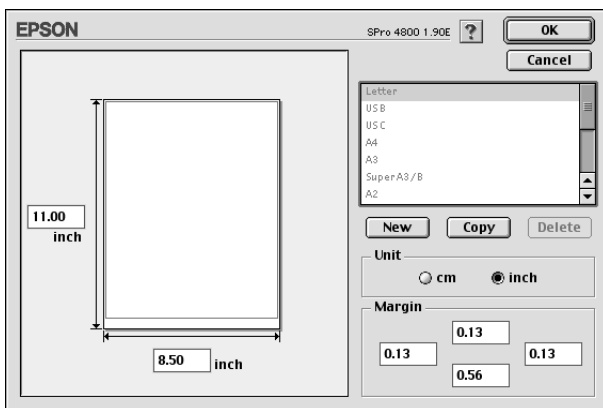 EPSON
SPro 4800 1.90E
?
OK
Cancel
Letter
USB
USC
A4
A3
SuperA3/B
A2
11.00
inch
8.50 inch
New Copy Delete
Unit
cm inch
Margin
0.13
0.13 0.13
0.56